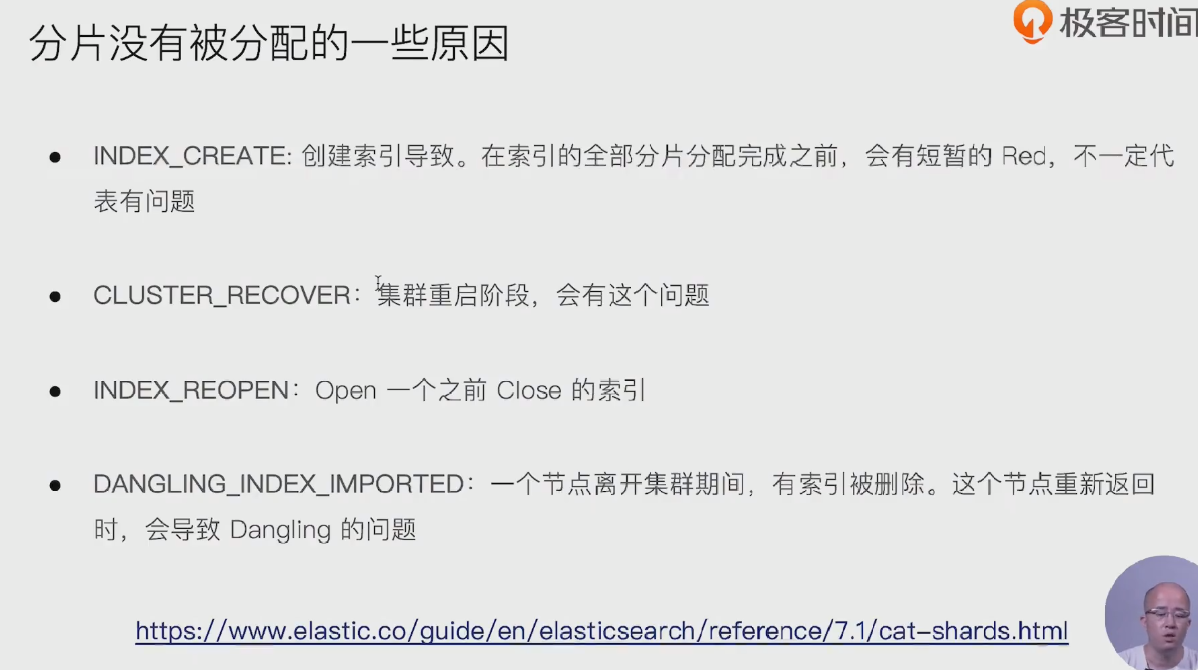 分片没有被分配的一些原因
极客时间
• INDEX_CREATE: 创建索引导致。在索引的全部分片分配完成之前，会有短暂的 Red，不一定代
表有问题
• CLUSTER_RECOVER：集群重启阶段，会有这个问题
• INDEX_REOPEN：Open 一个之前 Close 的索引
• DANGLING_INDEX_IMPORTED：一个节点离开集群期间，有索引被删除。这个节点重新返回
时，会导致 Dangling 的问题
https://www.elastic.co/guide/en/elasticsearch/reference/7.1/cat-shards.html